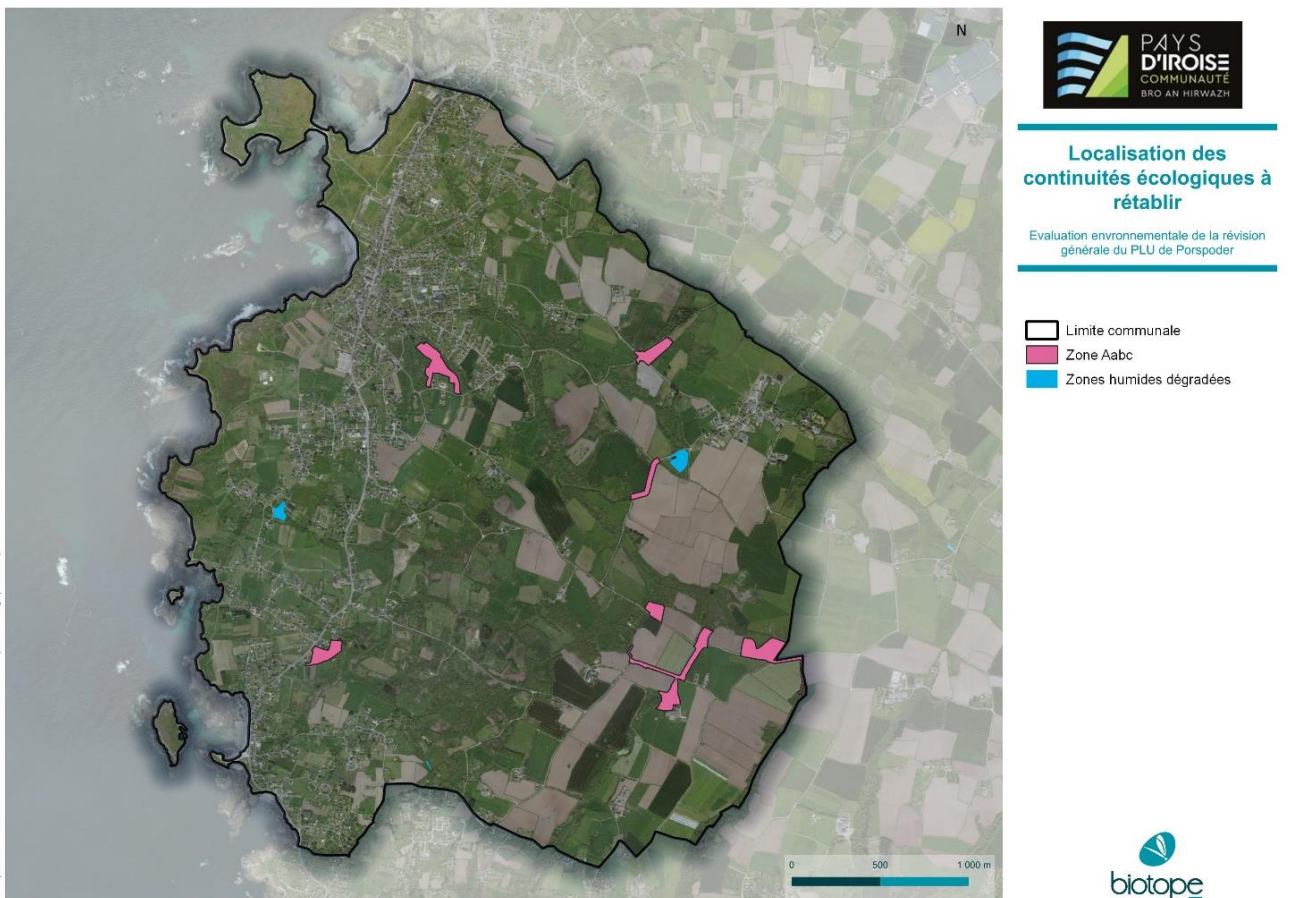 N
PAYS
D'IROISE
COMMUNAUTÉ
BRO AN HIRWAZH
Localisation des
continuités écologiques à
rétablir
Evaluation envronnementale de la révision
générale du PLU de Porspoder
Limite communale
Zone Aabc
Zones humides dégradées
0 500 1 000 m
biotope